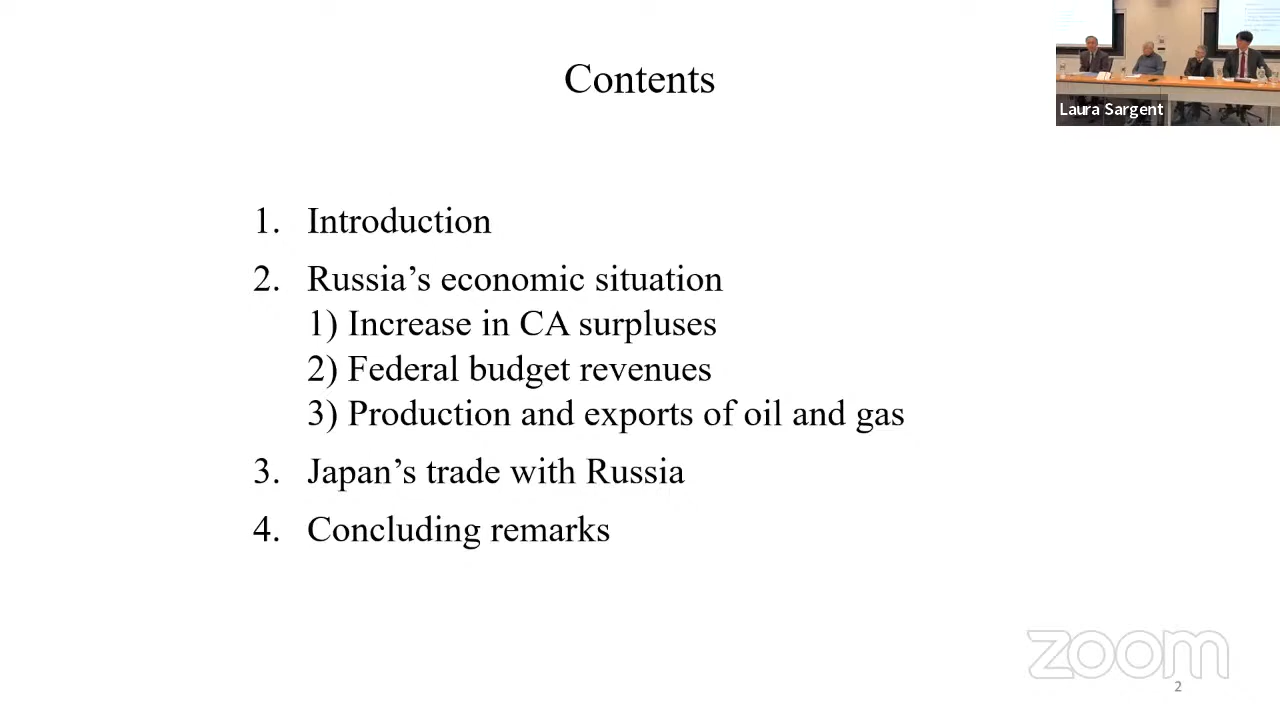 Contents
Laura Sargent
1. Introduction
2. Russia’s economic situation
1) Increase in CA surpluses
2) Federal budget revenues
3) Production and exports of oil and gas
3. Japan’s trade with Russia
4. Concluding remarks
zoom
2